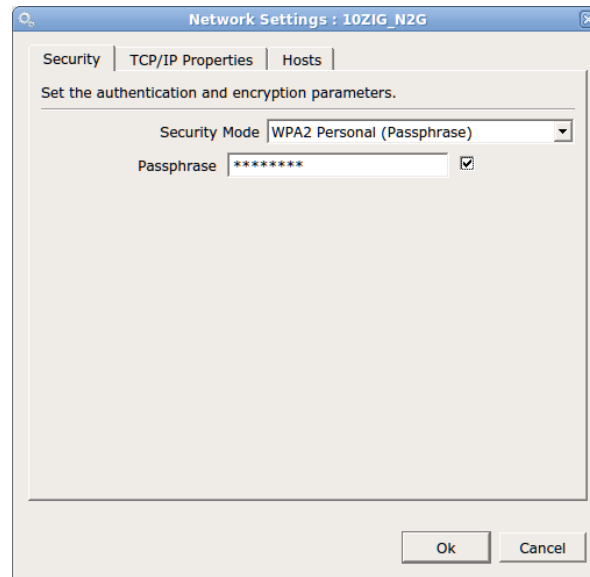 Network Settings : 10ZIG_N2G
Security TCP/IP Properties Hosts
Set the authentication and encryption parameters.
Security Mode WPA2 Personal (Passphrase)
Passphrase ********
Ok Cancel